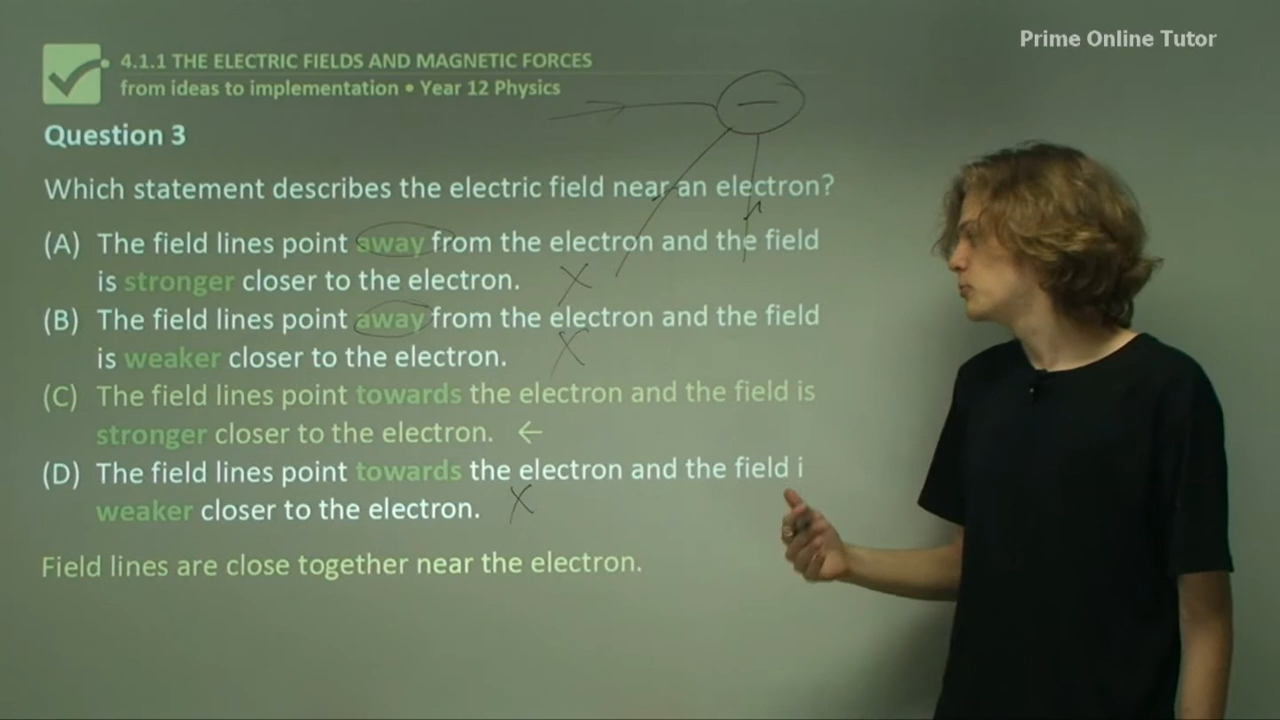 Prime Online Tutor
4.1.1 THE ELECTRIC FIELDS AND MAGNETIC FORCES
from ideas to implementation • Year 12 Physics
Question 3
Which statement describes the electric field near an electron?
(A) The field lines point away from the electron and the field
is stronger closer to the electron.
(B) The field lines point away from the electron and the field
is weaker closer to the electron.
(C) The field lines point towards the electron and the field is
stronger closer to the electron. ←
(D) The field lines point towards the electron and the field i
weaker closer to the electron.
Field lines are close together near the electron.